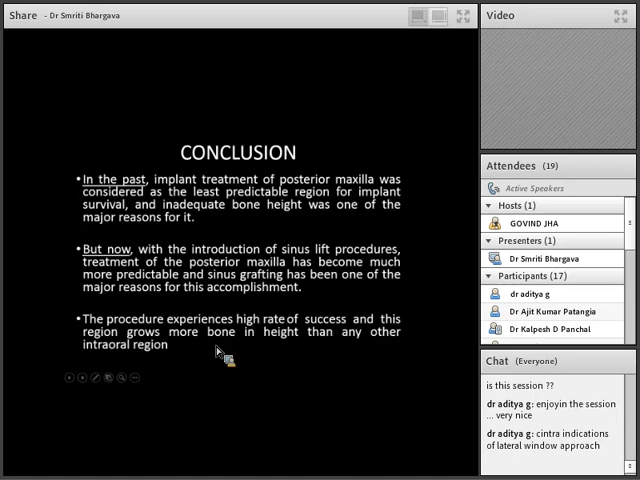 Share - Dr Smriti Bhargava
CONCLUSION
•In the past, implant treatment of posterior maxilla was
considered as the least predictable region for implant
survival, and inadequate bone height was one of the
major reasons for it.
•But now, with the introduction of sinus lift procedures,
treatment of the posterior maxilla has become much
more predictable and sinus grafting has been one of the
major reasons for this accomplishment.
•The procedure experiences high rate of success and this
region grows more bone in height than any other
intraoral region
Video
Attendees (19)
Active Speakers
Hosts (1)
GOVIND JHA
Presenters (1)
Dr Smriti Bhargava
Participants (17)
dr aditya g
Dr Ajit Kumar Patangia
Dr Kalpesh D Panchal
Chat (Everyone)
is this session ??
dr aditya g: enjoyin the session
... very nice
dr aditya g: cintra indications
of lateral window approach